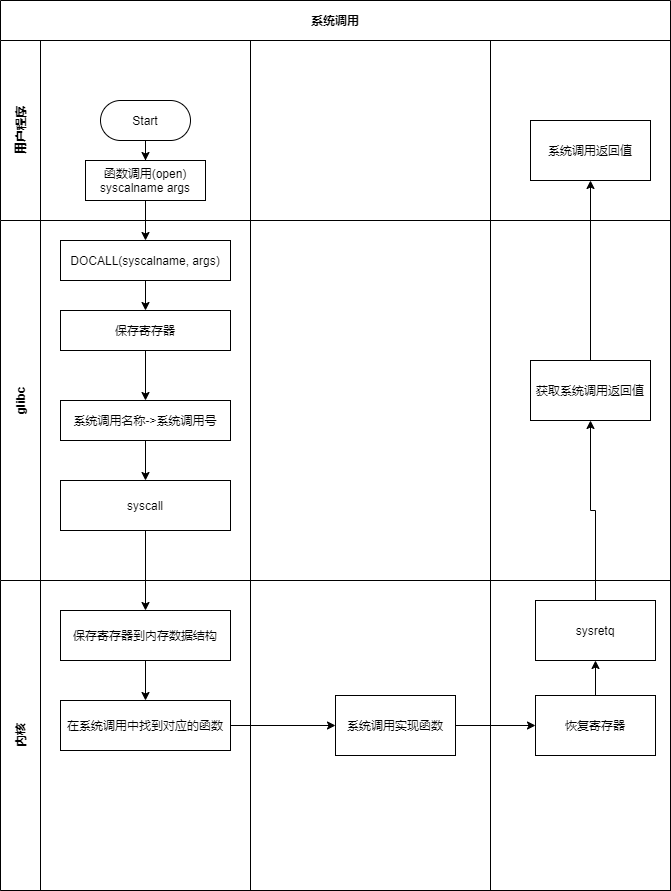 系统调用
用户程序
Start
函数调用(open)
syscalname args
系统调用返回值
glibc
DOCALL(syscalname, args)
保存寄存器
系统调用名称->系统调用号
syscall
获取系统调用返回值
内核
保存寄存器到内存数据结构
在系统调用中找到对应的函数
系统调用实现函数
恢复寄存器
sysretq